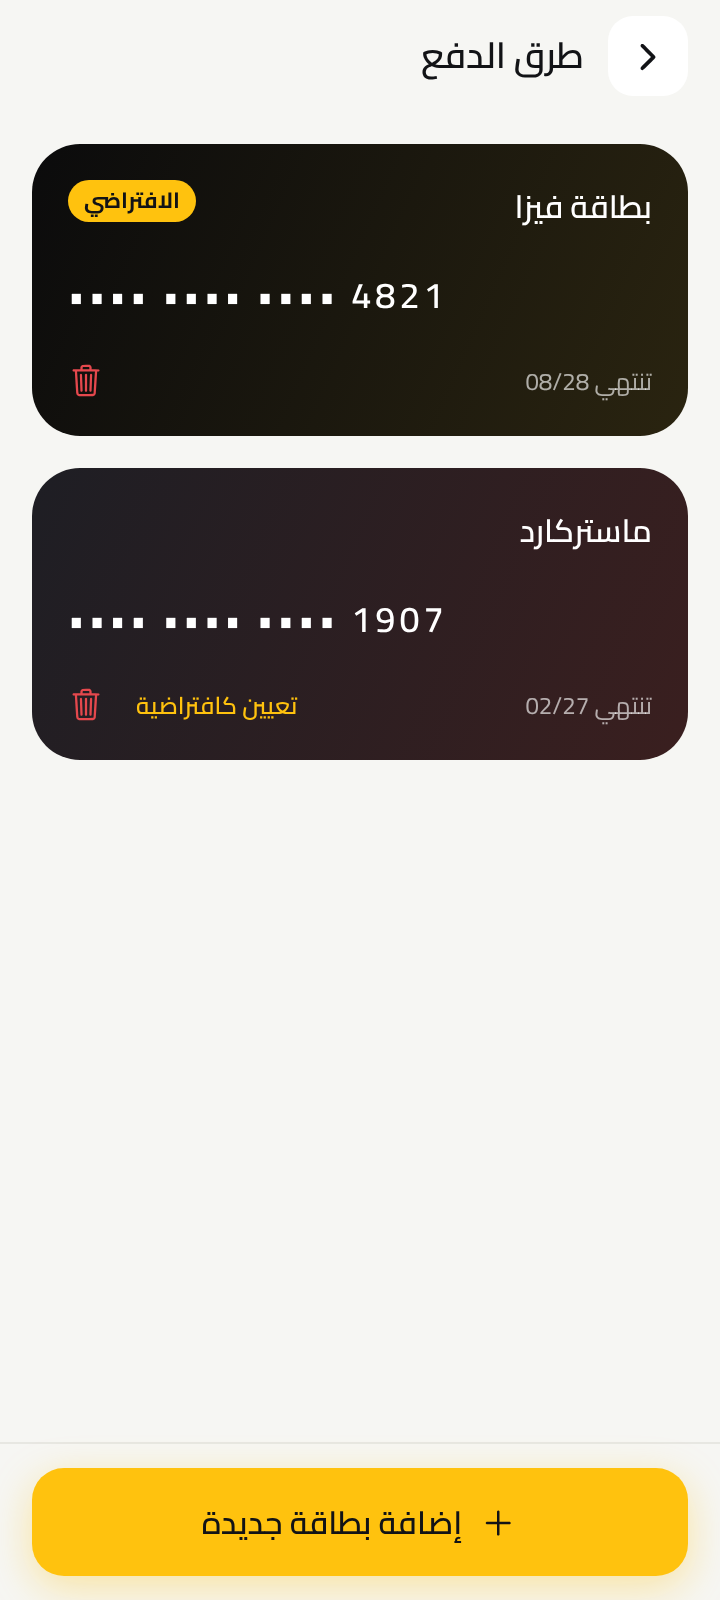 طرق الدفع
بطاقة فيزا
الافتراضي
•••• •••• •••• 4821
تنتهي 08/28
ماستركارد
•••• •••• •••• 1907
تنتهي 02/27
تعيين كافتراضية
إضافة بطاقة جديدة